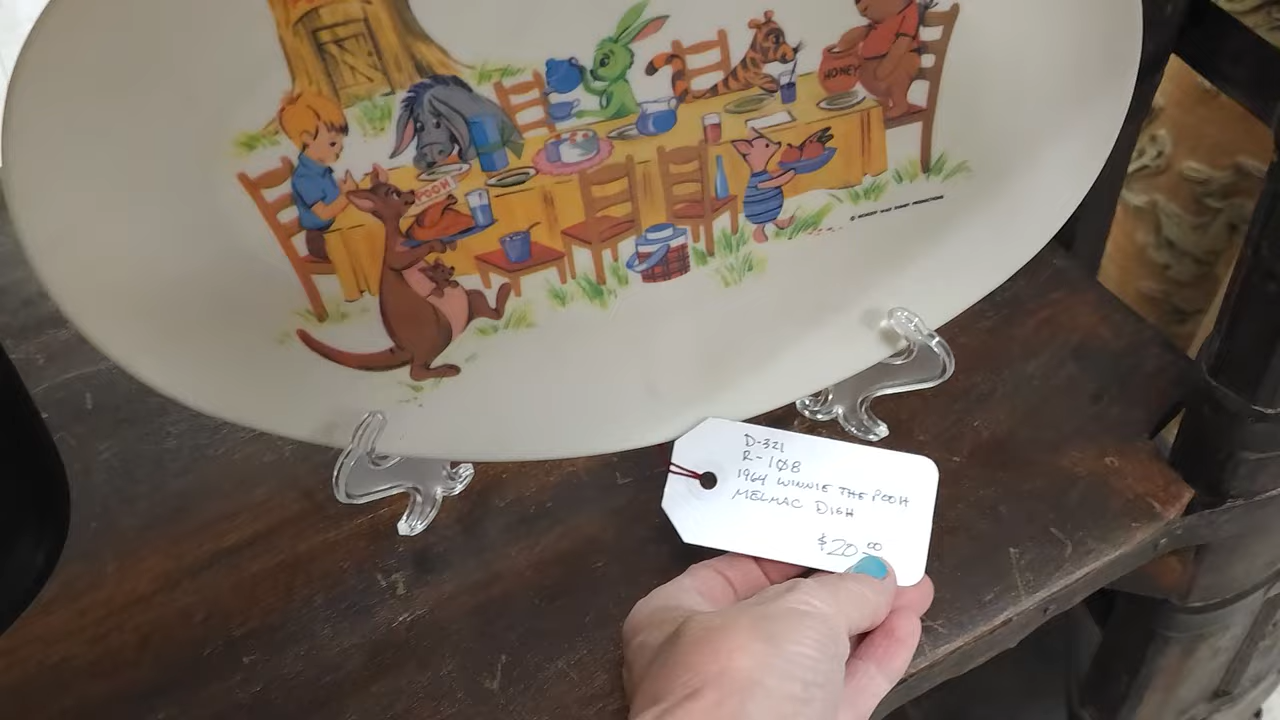 HONEY
POOH
D-321
R-108
1964 WINNIE THE POOH
MELMAC DISH
$20.00